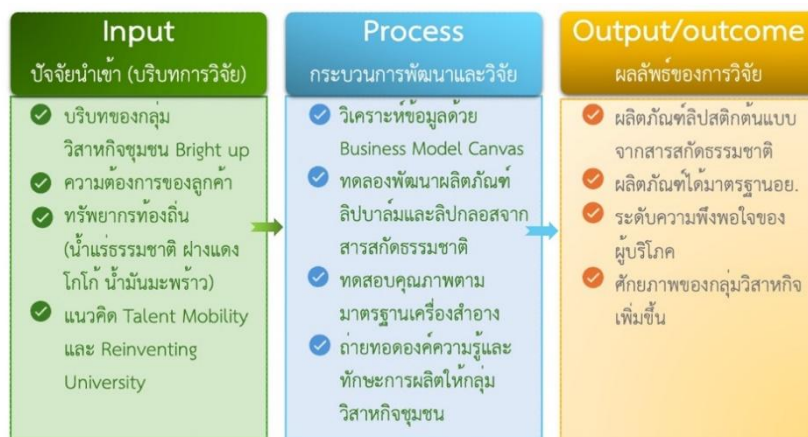 Input
ปัจจัยนำเข้า (บริบทการวิจัย)
บริบทของกลุ่ม
วิสาหกิจชุมชน Bright up
ความต้องการของลูกค้า
ทรัพยากรท้องถิ่น
(น้ำแร่ธรรมชาติ ฝางแดง
โกโก้ น้ำมันมะพร้าว)
แนวคิด Talent Mobility
และ Reinventing
University
Process
กระบวนการพัฒนาและวิจัย
วิเคราะห์ข้อมูลด้วย
Business Model Canvas
ทดลองพัฒนาผลิตภัณฑ์
ลิปบาล์มและลิปกลอสจาก
สารสกัดธรรมชาติ
ทดสอบคุณภาพตาม
มาตรฐานเครื่องสำอาง
ถ่ายทอดองค์ความรู้และ
ทักษะการผลิตให้กลุ่ม
วิสาหกิจชุมชน
Output/outcome
ผลลัพธ์ของการวิจัย
ผลิตภัณฑ์ลิปสติกต้นแบบ
จากสารสกัดธรรมชาติ
ผลิตภัณฑ์ได้มาตรฐานอย.
ระดับความพึงพอใจของ
ผู้บริโภค
ศักยภาพของกลุ่มวิสาหกิจ
เพิ่มขึ้น